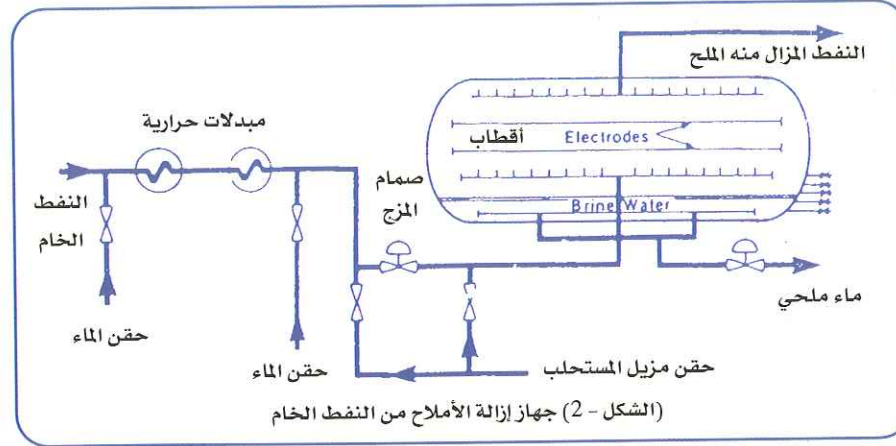 النفط المزال منه الملح
مبدلات حرارية
أقطاب Electrodes
صمام
المزج
Brine Water
النفط
الخام
ماء ملحي
حقن الماء
حقن الماء
حقن مزيل المستحلب
(الشكل - 2) جهاز إزالة الأملاح من النفط الخام